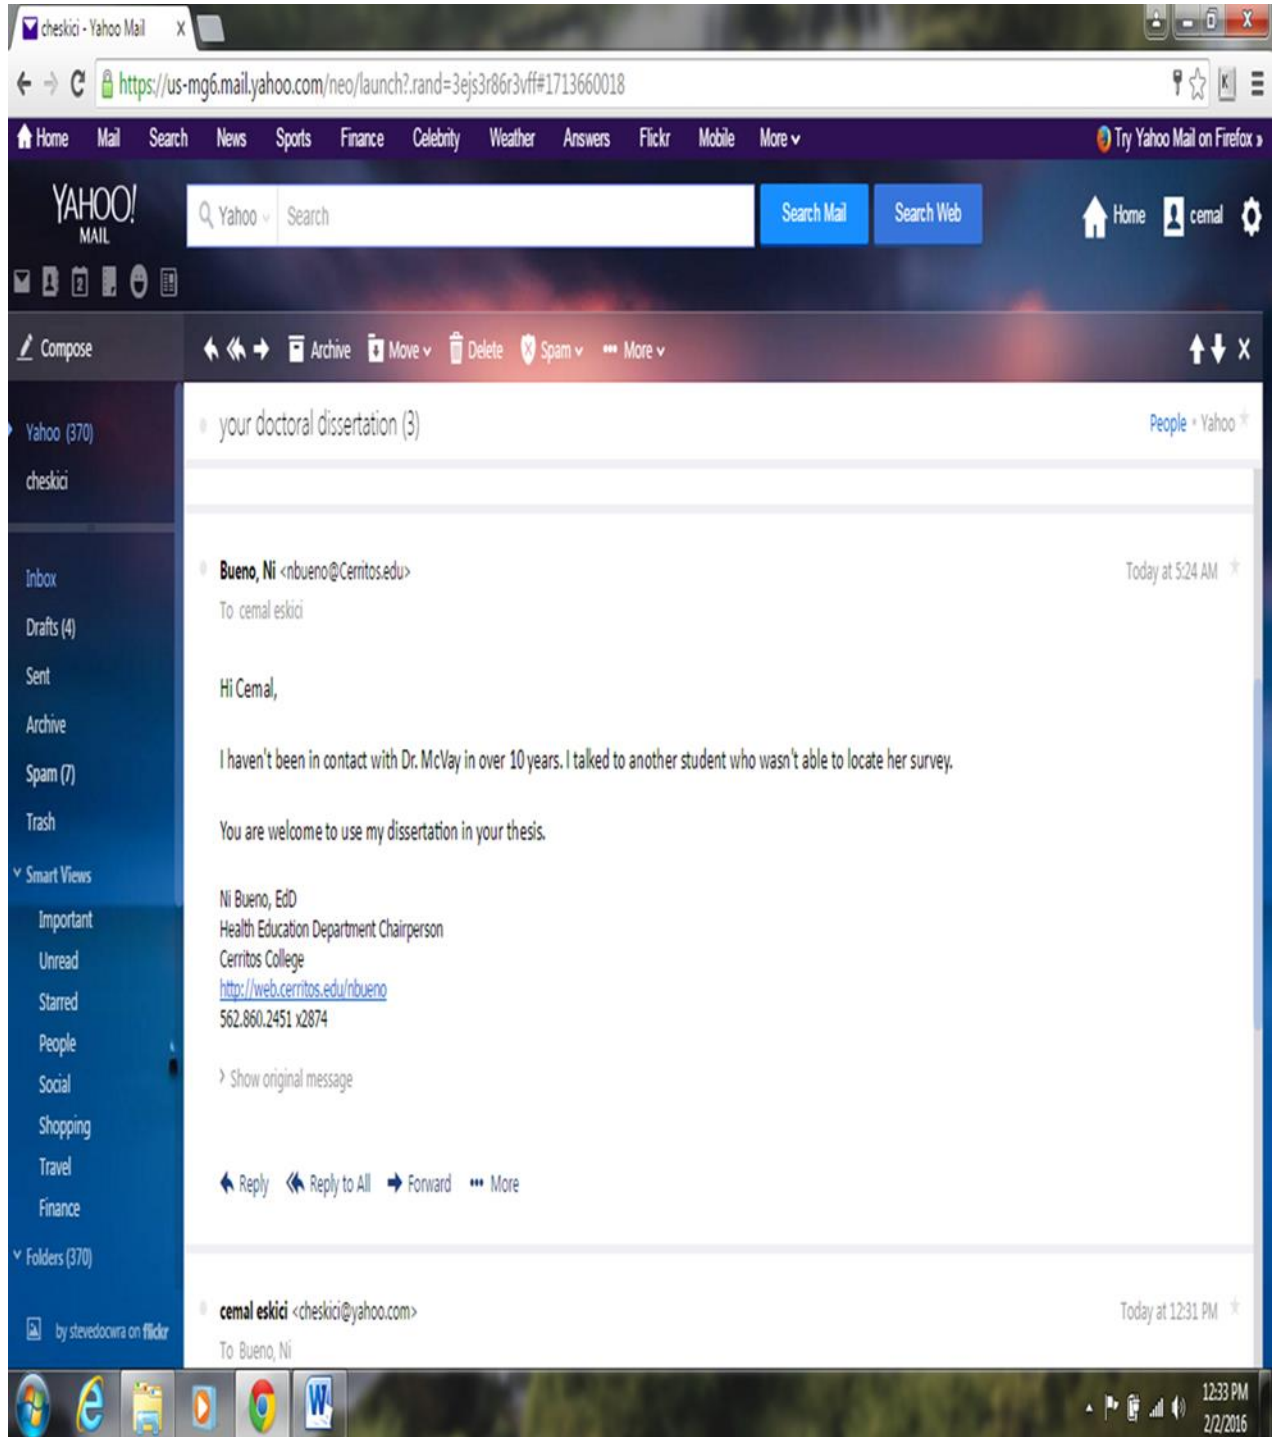 cheskici - Yahoo Mail X
https://us-mg6.mail.yahoo.com/neo/launch?.rand=3ejs3r86r3vff#1713660018 K
Home Mail Search News Sports Finance Celebrity Weather Answers Flickr Mobile More Try Yahoo Mail on Firefox »
YAHOO!
MAIL
Yahoo Search Search Mail Search Web Home cemal
2
Compose Archive Move Delete Spam More
your doctoral dissertation (3) People Yahoo
Yahoo (370)
cheskici
Bueno, Ni <nbueno@Cerritos.edu> Today at 5:24 AM
To cemal eskici
Inbox
Drafts (4)
Sent
Archive
Spam (7)
Trash
Smart Views
Important
Unread
Starred
People
Social
Shopping
Travel
Finance
Folders (370)
by stevedocwra on flickr
Hi Cemal,
I haven't been in contact with Dr. McVay in over 10 years. I talked to another student who wasn't able to locate her survey.
You are welcome to use my dissertation in your thesis.
Ni Bueno, EdD
Health Education Department Chairperson
Cerritos College
http://web.cerritos.edu/nbueno
562.860.2451 x2874
Show original message
Reply Reply to All Forward More
cemal eskici <cheskici@yahoo.com> Today at 12:31 PM
To Bueno, Ni
W
12:33 PM
2/2/2016